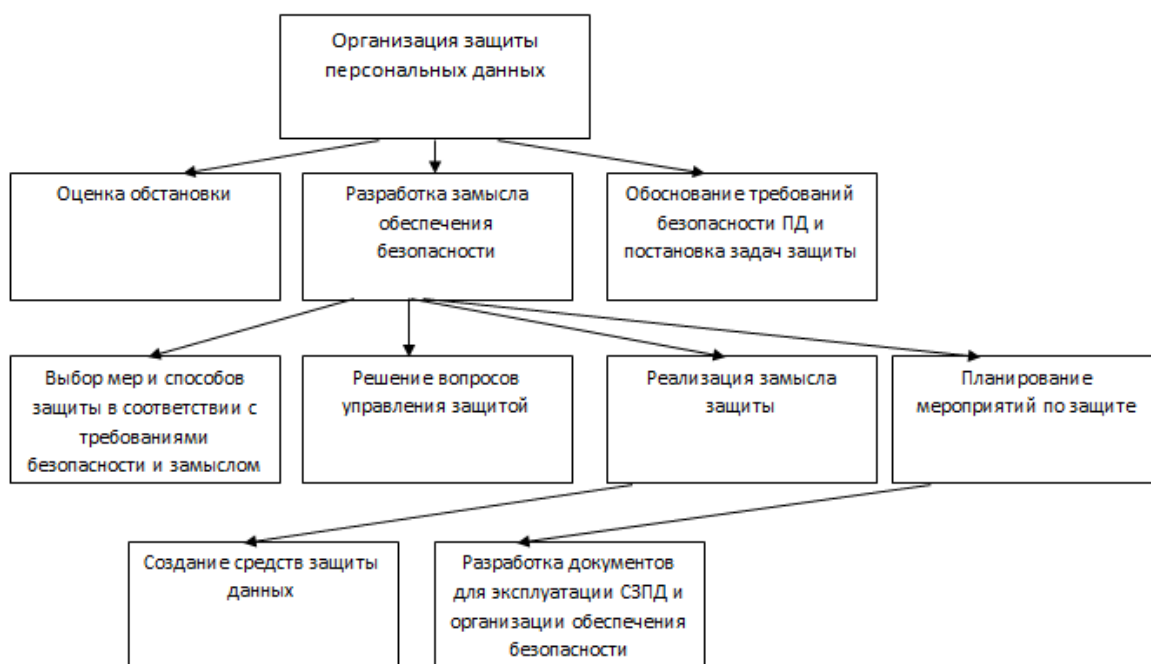 Организация защиты
персональных данных
Оценка обстановки
Разработка замысла
обеспечения
безопасности
Обоснование требований
безопасности ПД и
постановка задач защиты
Выбор мер и способов
защиты в соответствии с
требованиями
безопасности и замыслом
Решение вопросов
управления защитой
Реализация замысла
защиты
Планирование
мероприятий по защите
Создание средств защиты
данных
Разработка документов
для эксплуатации СЗПД и
организации обеспечения
безопасности